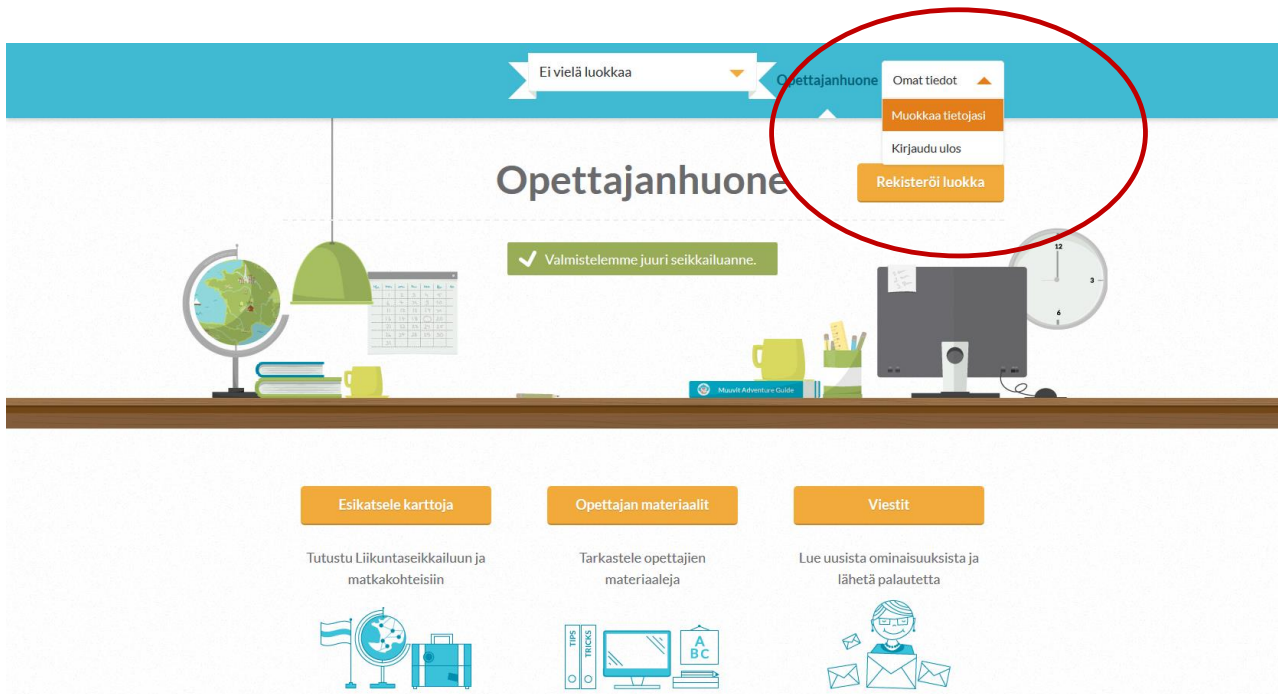 Ei vielä luokkaa
Opettajanhuone
Omat tiedot
Muokkaa tietojasi
Kirjaudu ulos
Opettajanhuone
Rekisteröi luokka
Valmistelemme juuri seikkailuanne.
12
3
6
Muuvit Adventure Guide
Esikatsele karttoja
Opettajan materiaalit
Viestit
Tutustu Liikuntaseikkailuun ja
matkakohteisiin
Tarkastele opettajien
materiaaleja
Lue uusista ominaisuuksista ja
lähetä palautetta
TIPS
TRICKS
A
BC